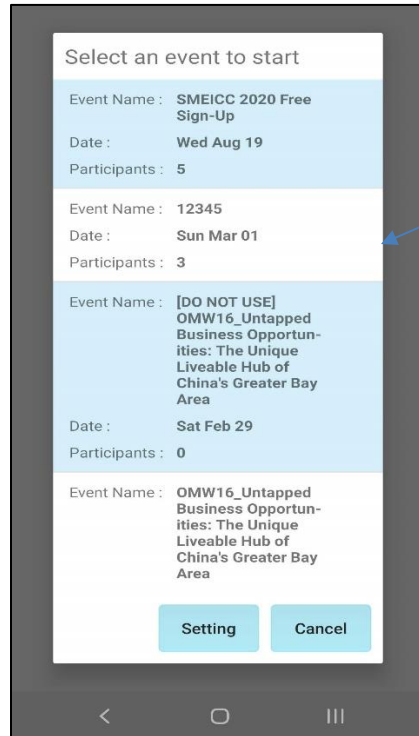 Select an event to start
Event Name : SMEICC 2020 Free
Sign-Up
Date : Wed Aug 19
Participants : 5
Event Name : 12345
Date : Sun Mar 01
Participants : 3
Event Name : [DO NOT USE]
OMW16_Untapped
Business Opportun-
ities: The Unique
Liveable Hub of
China's Greater Bay
Area
Date : Sat Feb 29
Participants : 0
Event Name : OMW16_Untapped
Business Opportun-
ities: The Unique
Liveable Hub of
China's Greater Bay
Area
Setting Cancel